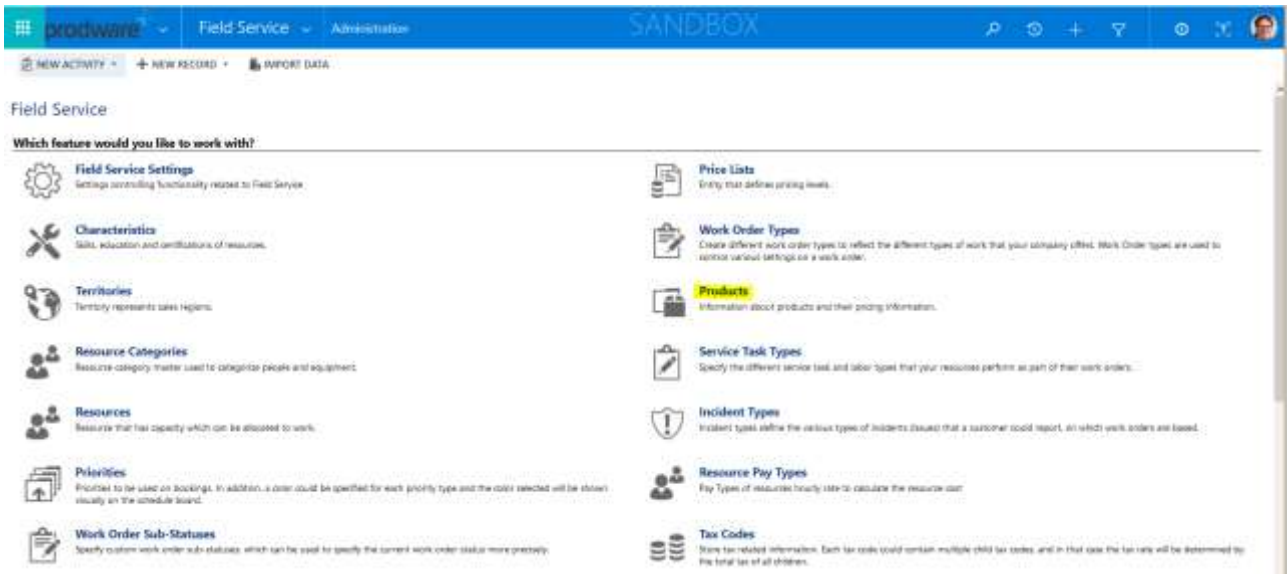 prodware
Field Service
Administration
SANDBOX
NEW ACTIVITY
NEW RECORD
IMPORT DATA
Field Service
Which feature would you like to work with?
Field Service Settings
Settings controlling functionality related to Field Service.
Price Lists
Entity that defines pricing levels.
Characteristics
Skills, education and certifications of resources.
Work Order Types
Create different work order types to reflect the different types of work that your company offers. Work Order types are used to
control various settings on a work order.
Territories
Territory represents sales regions.
Products
Information about products and their pricing information.
Resource Categories
Resource category master used to categorize people and equipment.
Service Task Types
Specify the different service task and labor types that your resources perform as part of their work orders.
Resources
Resource that has capacity which can be allocated to work.
Incident Types
Incident types define the various types of incidents (issues) that a customer could report, on which work orders are based.
Priorities
Priorities to be used on bookings. In addition, a color could be specified for each priority type and the color selected will be shown
visually on the schedule board.
Resource Pay Types
Pay Types of resources hourly rate to calculate the resource cost
Work Order Sub-Statuses
Specify custom work order sub-statuses, which can be used to specify the current work order status more precisely.
Tax Codes
Store tax related information. Each tax code could contain multiple child tax codes, and in that case the tax rate will be determined by
the total tax of all children.